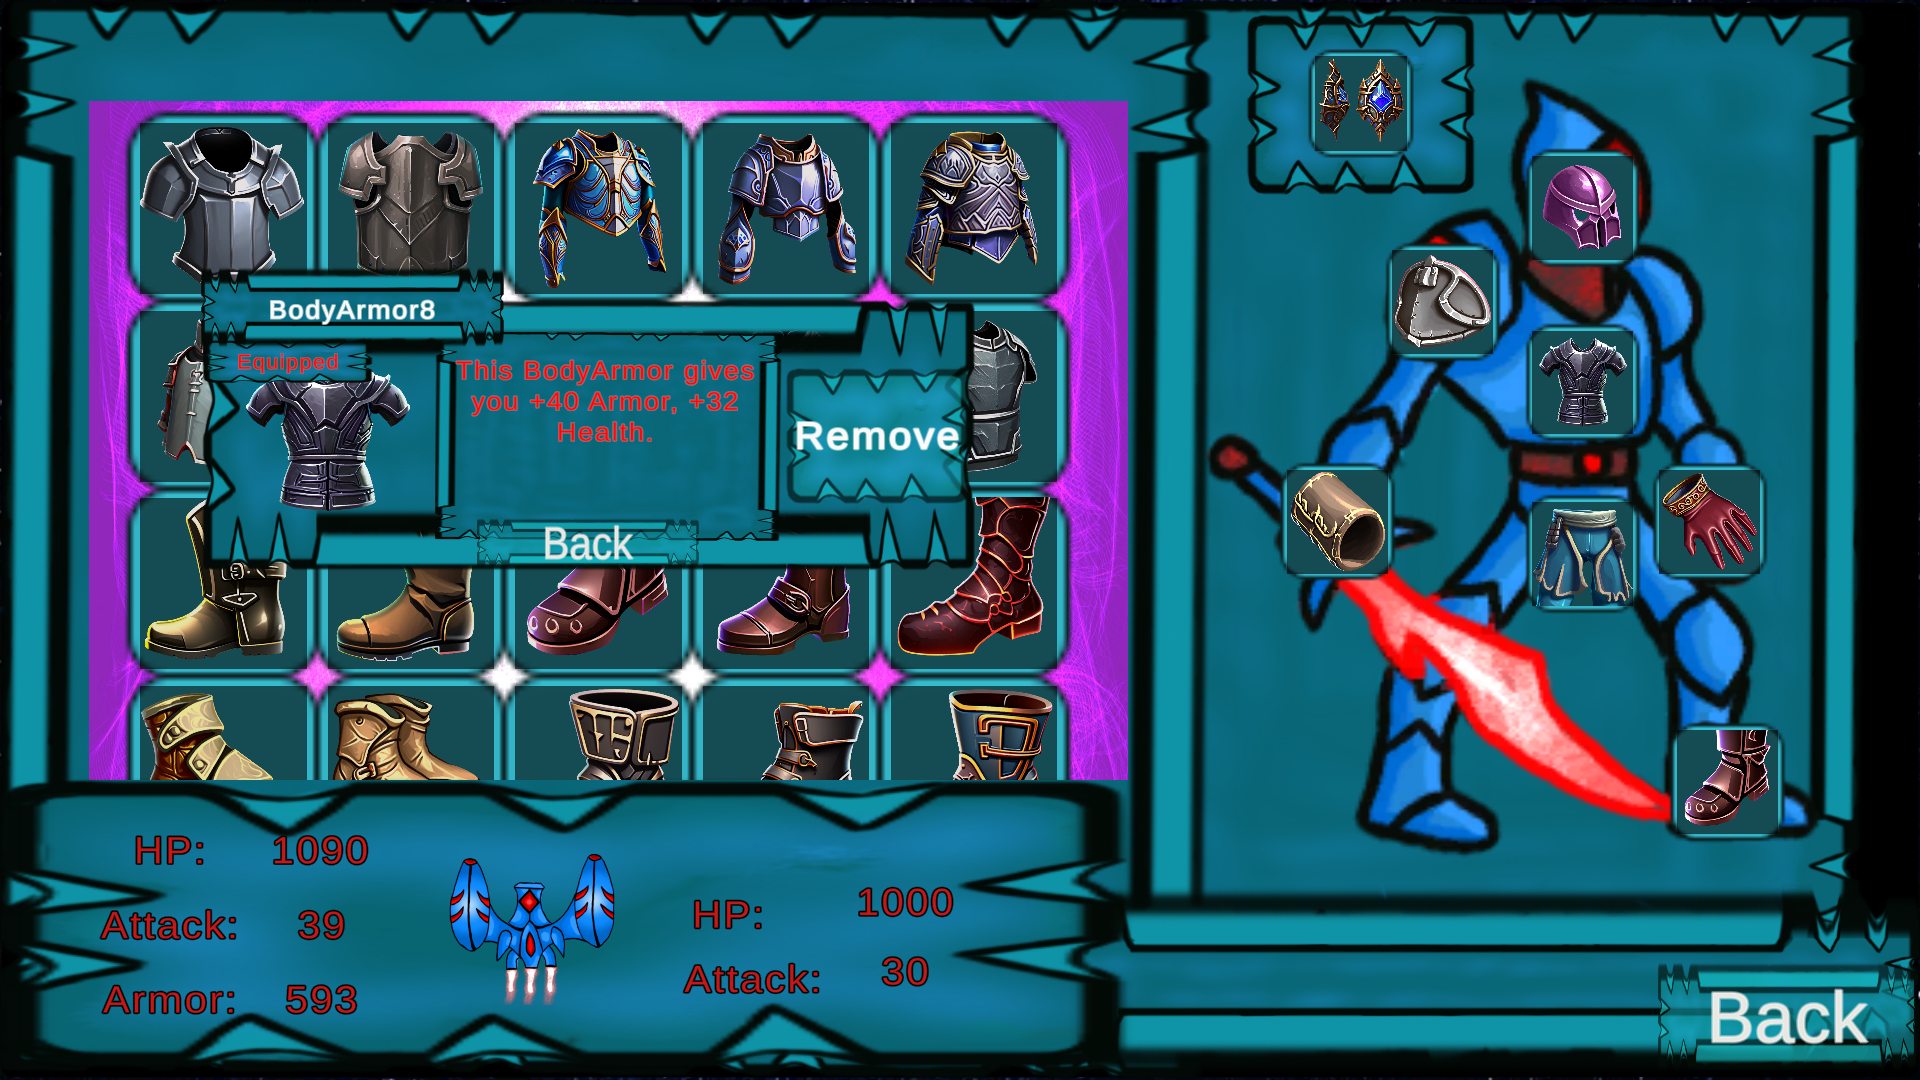 BodyArmor8
Equipped
This BodyArmor gives
you +40 Armor, +32
Health.
Remove
Back
HP: 1090
Attack: 39
Armor: 593
HP: 1000
Attack: 30
Back